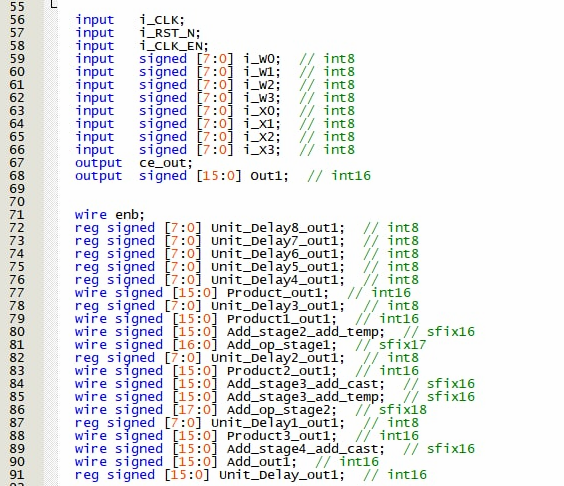 55
56 input i_CLK;
57 input i_RST_N;
58 input i_CLK_EN;
59 input signed [7:0] i_W0; // int8
60 input signed [7:0] i_W1; // int8
61 input signed [7:0] i_W2; // int8
62 input signed [7:0] i_W3; // int8
63 input signed [7:0] i_X0; // int8
64 input signed [7:0] i_X1; // int8
65 input signed [7:0] i_X2; // int8
66 input signed [7:0] i_X3; // int8
67 output ce_out;
68 output signed [15:0] Out1; // int16
69
70
71 wire enb;
72 reg signed [7:0] Unit_Delay8_out1; // int8
73 reg signed [7:0] Unit_Delay7_out1; // int8
74 reg signed [7:0] Unit_Delay6_out1; // int8
75 reg signed [7:0] Unit_Delay5_out1; // int8
76 reg signed [7:0] Unit_Delay4_out1; // int8
77 wire signed [15:0] Product_out1; // int16
78 reg signed [7:0] Unit_Delay3_out1; // int8
79 wire signed [15:0] Product1_out1; // int16
80 wire signed [15:0] Add_stage2_add_temp; // sfix16
81 wire signed [16:0] Add_op_stage1; // sfix17
82 reg signed [7:0] Unit_Delay2_out1; // int8
83 wire signed [15:0] Product2_out1; // int16
84 wire signed [15:0] Add_stage3_add_cast; // sfix16
85 wire signed [15:0] Add_stage3_add_temp; // sfix16
86 wire signed [17:0] Add_op_stage2; // sfix18
87 reg signed [7:0] Unit_Delay1_out1; // int8
88 wire signed [15:0] Product3_out1; // int16
89 wire signed [15:0] Add_stage4_add_cast; // sfix16
90 wire signed [15:0] Add_out1; // int16
91 reg signed [15:0] Unit_Delay_out1; // int16